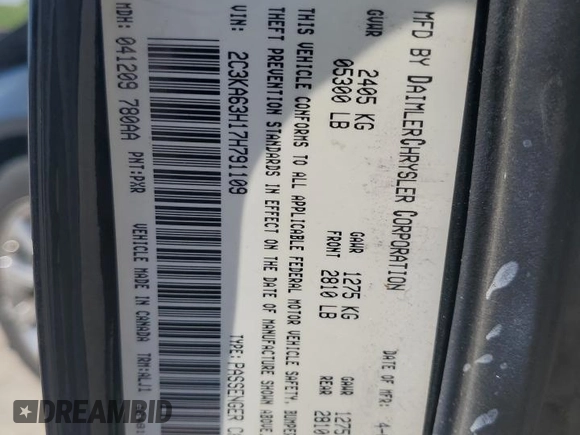 MFD BY DAIMLERCHRYSLER CORPORATION
DATE OF MFR: 4-
GVWR 2405 KG
05300 LB
GAWR FRONT 1275 KG
2810 LB
GAWR REAR 1275
2810
THIS VEHICLE CONFORMS TO ALL APPLICABLE FEDERAL MOTOR VEHICLE SAFETY, BUMPER
THEFT PREVENTION STANDARDS IN EFFECT ON THE DATE OF MANUFACTURE SHOWN ABOVE.
VIN: 2C3KA63H17H791109
TYPE: PASSENGER
MDH: 041209 780AA
PNT: PXR
VEHICLE MADE IN CANADA
TRM: ALJ1
DREAMBID